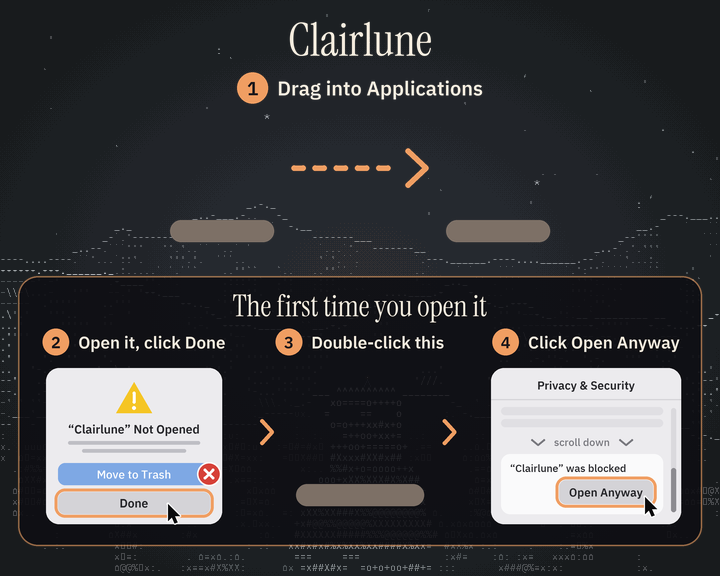 Clairlune
1 Drag into Applications
The first time you open it
2 Open it, click Done
3 Double-click this
4 Click Open Anyway
“Clairlune” Not Opened
Move to Trash
Done
Privacy & Security
scroll down
“Clairlune” was blocked
Open Anyway